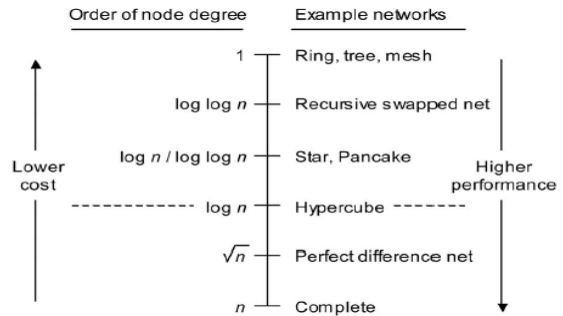 Order of node degree Example networks
1 Ring, tree, mesh
log log n Recursive swapped net
log n / log log n Star, Pancake
Lower cost
Higher performance
log n Hypercube
√n Perfect difference net
n Complete